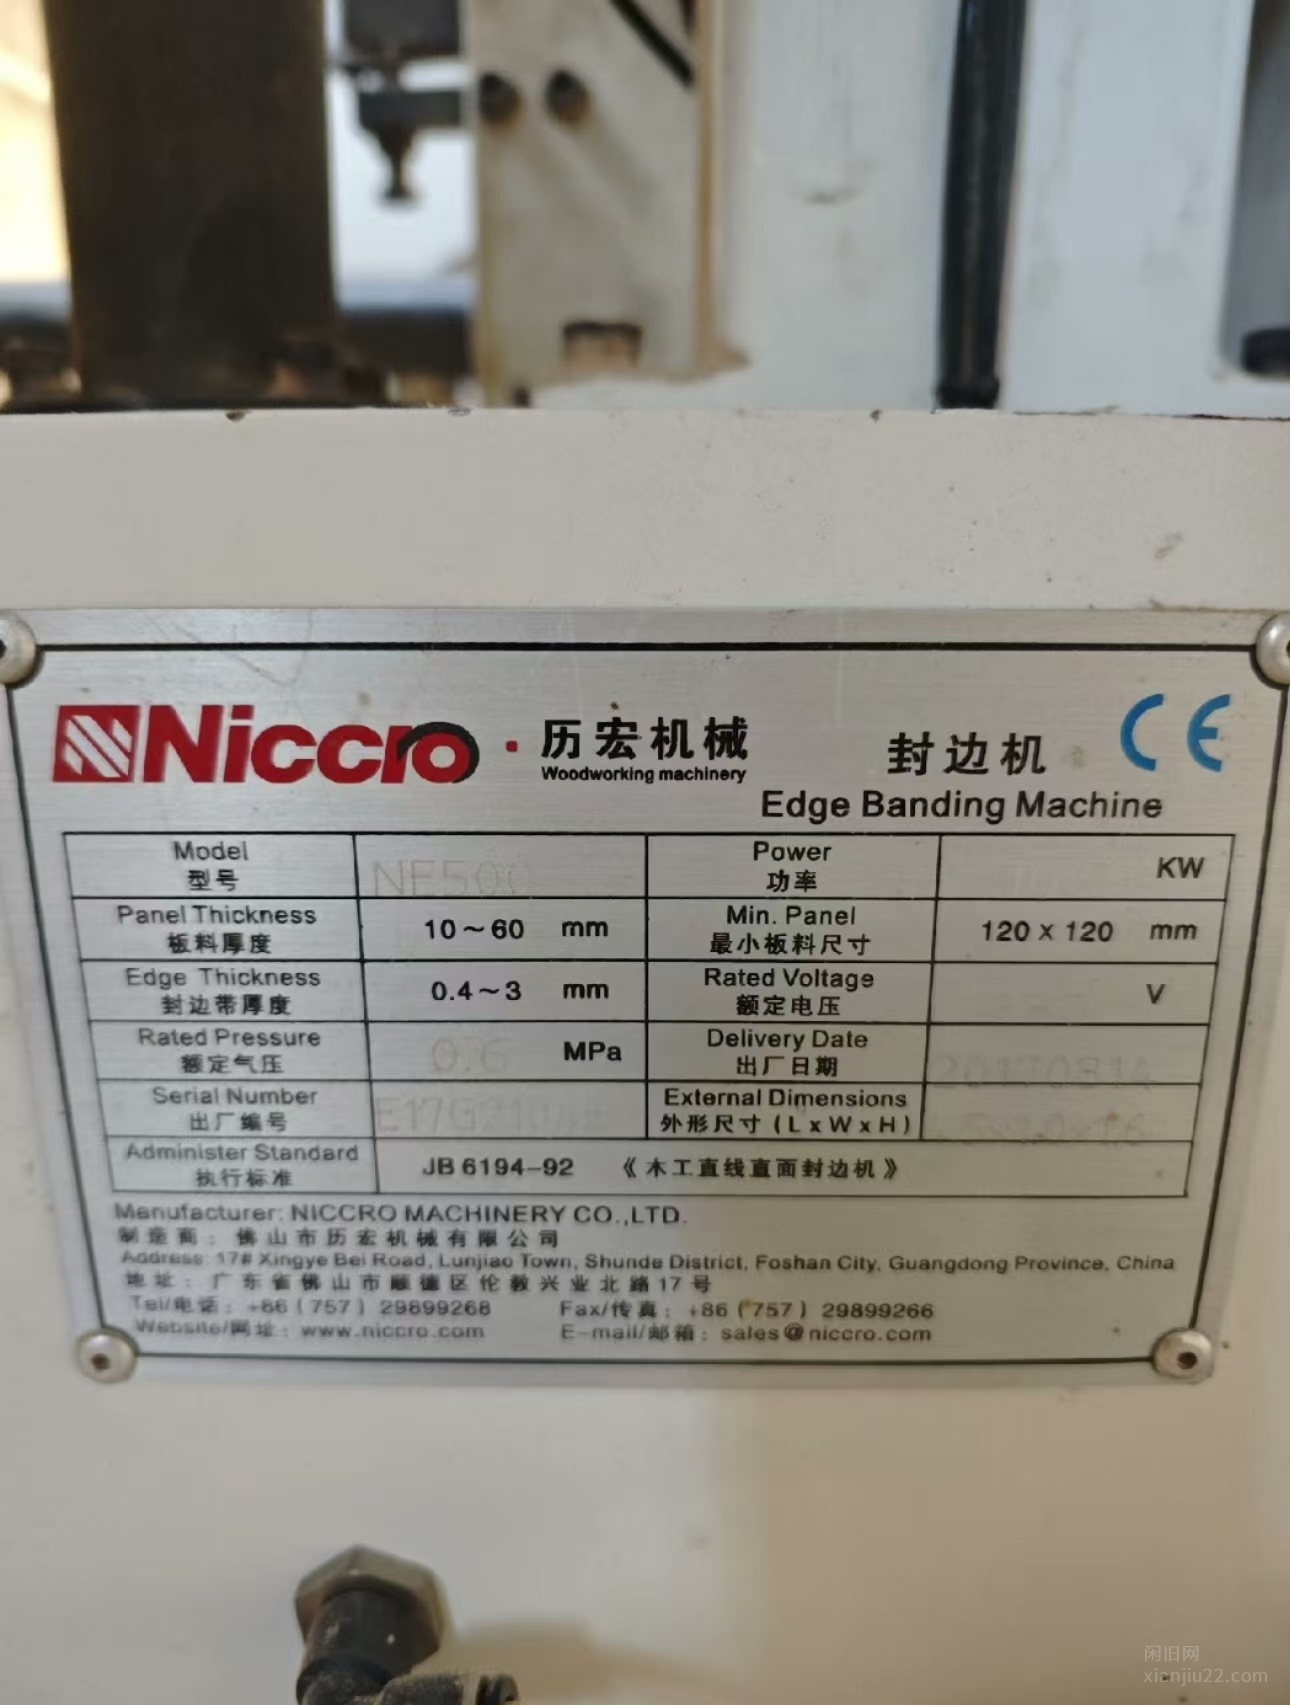 Niccro · 历宏机械
Woodworking machinery
封边机 CE
Edge Banding Machine
Model Power KW
型号 NE500 功率
Panel Thickness 10~60 mm Min. Panel 120 x 120 mm
板料厚度 最小板料尺寸
Edge Thickness 0.4~3 mm Rated Voltage V
封边带厚度 额定电压
Rated Pressure 0.6 MPa Delivery Date
额定气压 出厂日期 20170814
Serial Number External Dimensions
出厂编号 外形尺寸 (L x W x H)
Administer Standard JB 6194-92 《木工直线直面封边机》
执行标准
Manufacturer: NICCRO MACHINERY CO.,LTD.
制造商: 佛山市历宏机械有限公司
Address: 17# Xingye Bei Road, Lunjiao Town, Shunde District, Foshan City, Guangdong Province, China
地址: 广东省佛山市顺德区伦教兴业北路17号
Tel/电话: +86 (757) 29899268 Fax/传真: +86 (757) 29899266
Website/网址: www.niccro.com E-mail/邮箱: sales@niccro.com
闲旧网
xianjiu22.com